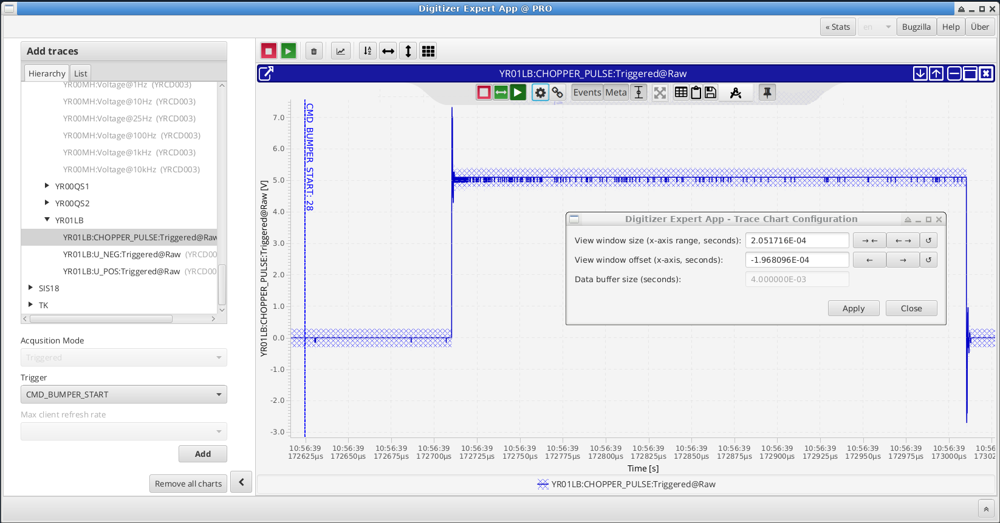 Digitizer Expert App @ PRO
« Stats
en
Bugzilla
Help
Über
Add traces
Hierarchy
List
YR00MH:Voltage@1Hz (YRCD003)
YR00MH:Voltage@10Hz (YRCD003)
YR00MH:Voltage@25Hz (YRCD003)
YR00MH:Voltage@100Hz (YRCD003)
YR00MH:Voltage@1kHz (YRCD003)
YR00MH:Voltage@10kHz (YRCD003)
YR00QS1
YR00QS2
YR01LB
YR01LB:CHOPPER_PULSE:Triggered@Raw
YR01LB:U_NEG:Triggered@Raw (YRCD00
YR01LB:U_POS:Triggered@Raw (YRCD00
SIS18
TK
Acqusition Mode
Triggered
Trigger
CMD_BUMPER_START
Max client refresh rate
Add
Remove all charts
YR01LB:CHOPPER_PULSE:Triggered@Raw
Events
Meta
YR01LB:CHOPPER_PULSE:Triggered@Raw [V]
7.0
6.0
5.0
4.0
3.0
2.0
1.0
0.0
-1.0
-2.0
-3.0
CMD_BUMPER_START: 28
Digitizer Expert App - Trace Chart Configuration
View window size (x-axis range, seconds): 2.051716E-04
View window offset (x-axis, seconds): -1.968096E-04
Data buffer size (seconds): 4.000000E-03
Apply
Close
10:56:39 10:56:39 10:56:39 10:56:39 10:56:39 10:56:39 10:56:39 10:56:39 10:56:39 10:56:39 10:56:39 10:56:39 10:56:39 10:56:39 10:56:39 10:56:39 10:56
172625µs 172650µs 172675µs 172700µs 172725µs 172750µs 172775µs 172800µs 172825µs 172850µs 172875µs 172900µs 172925µs 172950µs 172975µs 173000µs 17302
Time [s]
YR01LB:CHOPPER_PULSE:Triggered@Raw